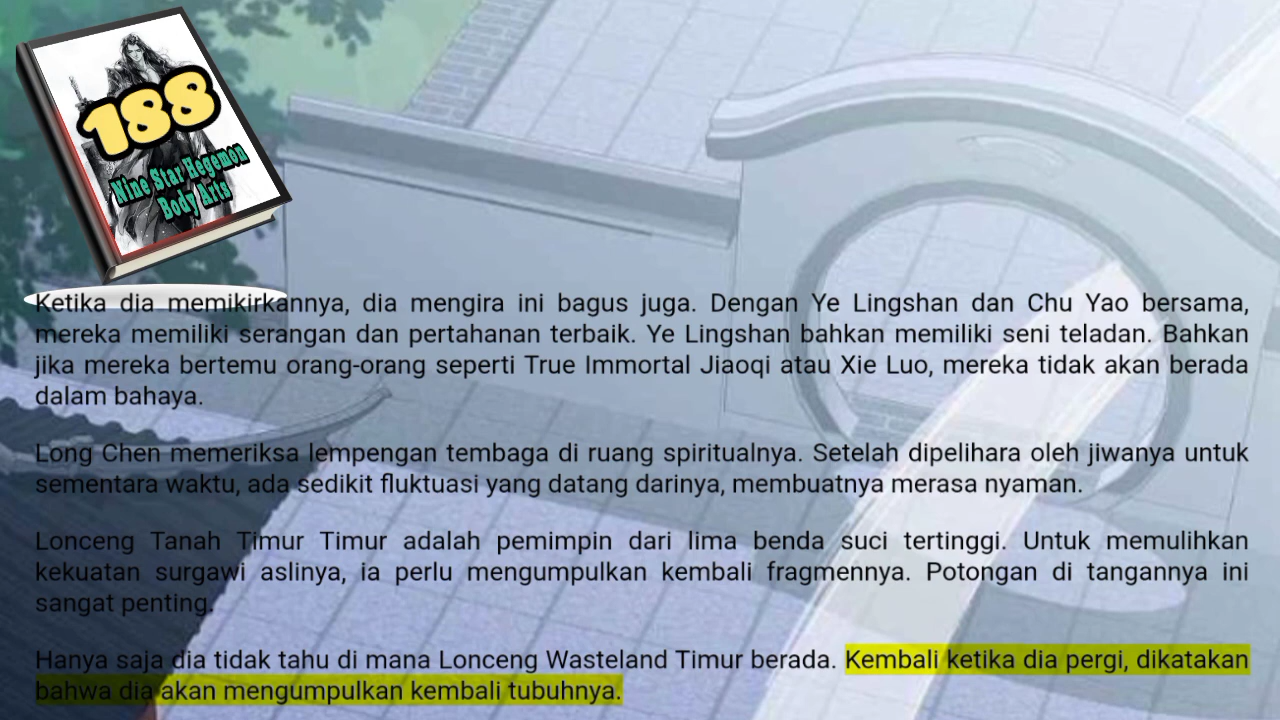 188
Nine Star Hegemon
Body Arts
Ketika dia memikirkannya, dia mengira ini bagus juga. Dengan Ye Lingshan dan Chu Yao bersama,
mereka memiliki serangan dan pertahanan terbaik. Ye Lingshan bahkan memiliki seni teladan. Bahkan
jika mereka bertemu orang-orang seperti True Immortal Jiaoqi atau Xie Luo, mereka tidak akan berada
dalam bahaya.
Long Chen memeriksa lempengan tembaga di ruang spiritualnya. Setelah dipelihara oleh jiwanya untuk
sementara waktu, ada sedikit fluktuasi yang datang darinya, membuatnya merasa nyaman.
Lonceng Tanah Timur Timur adalah pemimpin dari lima benda suci tertinggi. Untuk memulihkan
kekuatan surgawi aslinya, ia perlu mengumpulkan kembali fragmennya. Potongan di tangannya ini
sangat penting.
Hanya saja dia tidak tahu di mana Lonceng Wasteland Timur berada. Kembali ketika dia pergi, dikatakan
bahwa dia akan mengumpulkan kembali tubuhnya.